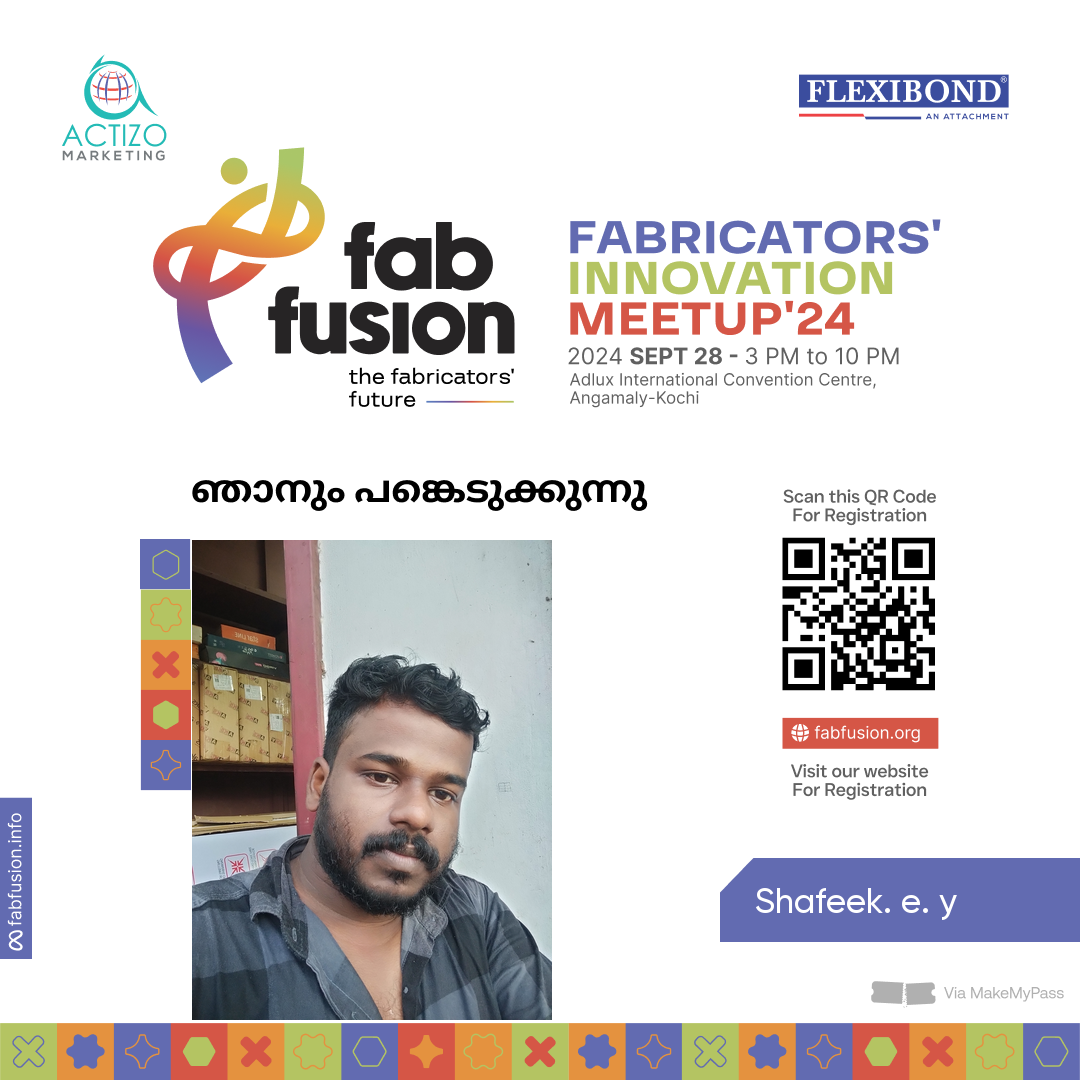 ACTIZO
MARKETING
FLEXIBOND®
AN ATTACHMENT
fab
fusion
the fabricators'
future
FABRICATORS'
INNOVATION
MEETUP'24
2024 SEPT 28 - 3 PM to 10 PM
Adlux International Convention Centre,
Angamaly-Kochi
ഞാനും പങ്കെടുക്കുന്നു
Scan this QR Code
For Registration
fabfusion.org
Visit our website
For Registration
fabfusion.info
Shafeek. e. y
Via MakeMyPass